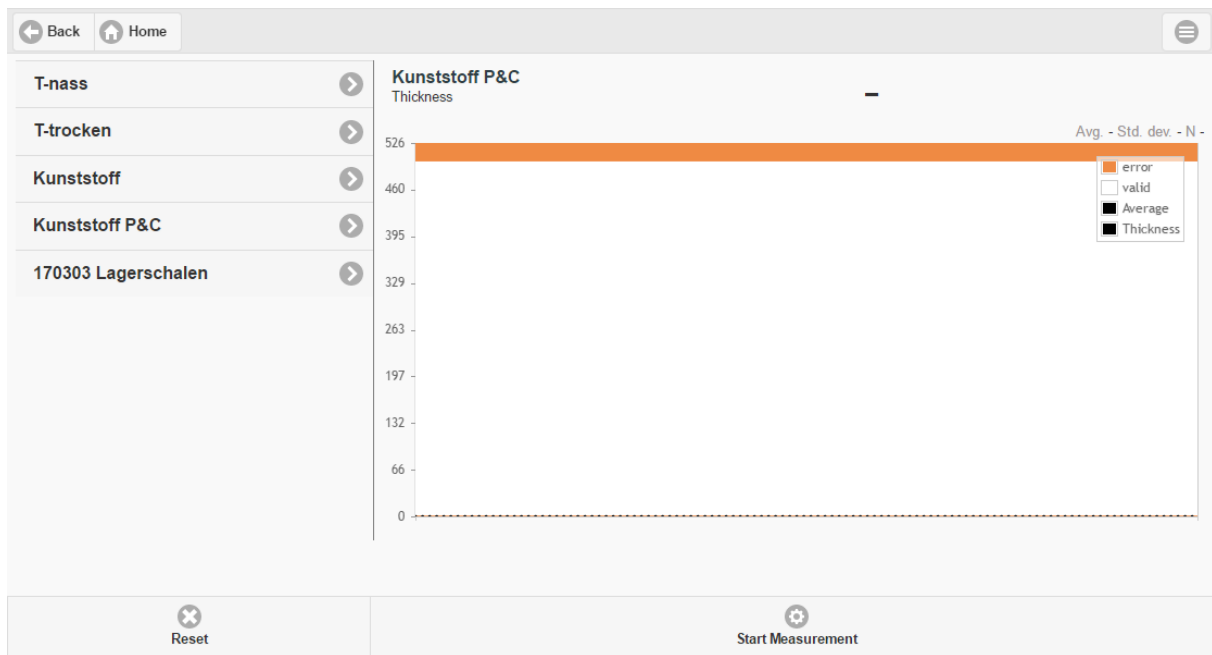 Back Home
T-nass
T-trocken
Kunststoff
Kunststoff P&C
170303 Lagerschalen
Kunststoff P&C
Thickness
–
Avg. - Std. dev. - N -
526
460
395
329
263
197
132
66
0
error
valid
Average
Thickness
Reset
Start Measurement